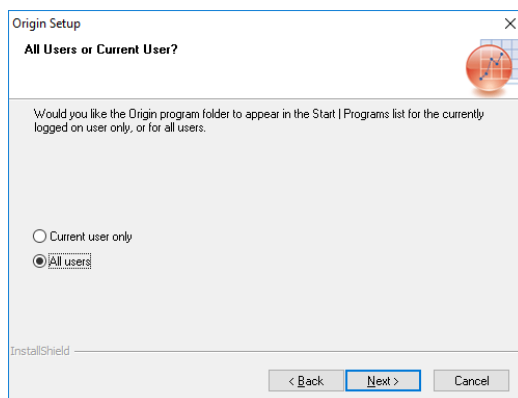 Origin Setup
All Users or Current User?
Would you like the Origin program folder to appear in the Start | Programs list for the currently
logged on user only, or for all users.
Current user only
All users
InstallShield
< Back
Next >
Cancel